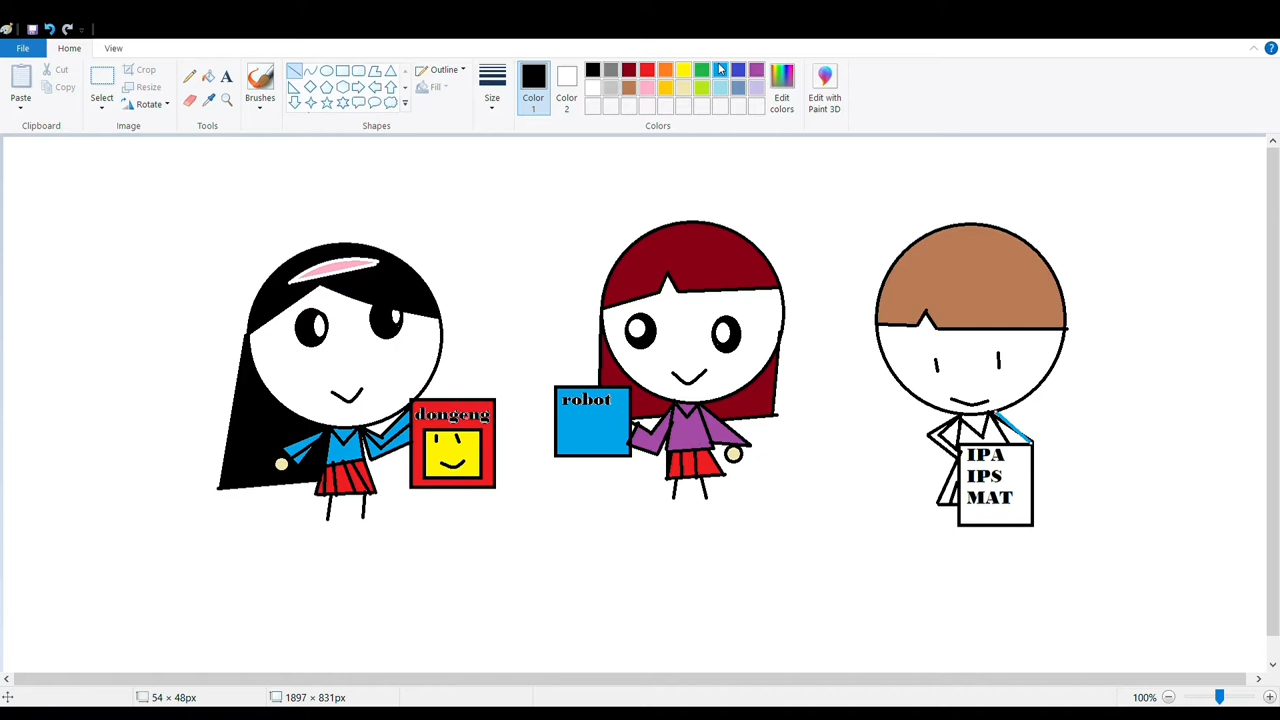 File Home View
Paste
Cut
Copy
Clipboard
Select
Crop
Resize
Rotate
Image
Tools
Brushes
Shapes
Outline
Fill
Size
Color 1
Color 2
Colors
Edit colors
Edit with Paint 3D
dongeng
robot
IPA
IPS
MAT
54 × 48px 1897 × 831px 100%